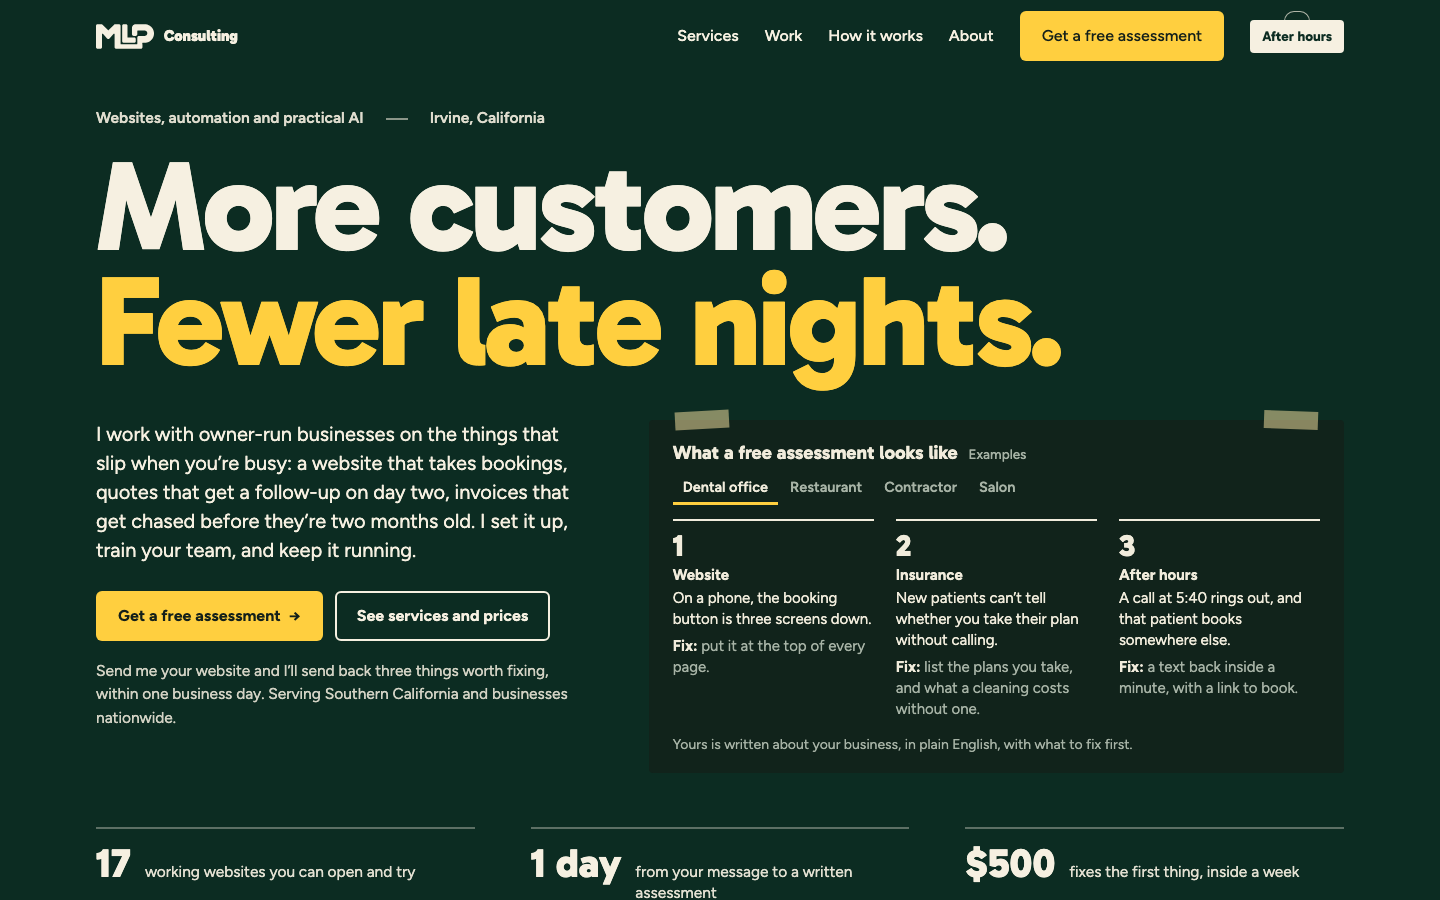 MLP Consulting
Services
Work
How it works
About
Get a free assessment
After hours
Websites, automation and practical AI — Irvine, California
More customers.
Fewer late nights.
I work with owner-run businesses on the things that
slip when you’re busy: a website that takes bookings,
quotes that get a follow-up on day two, invoices that
get chased before they’re two months old. I set it up,
train your team, and keep it running.
Get a free assessment →
See services and prices
Send me your website and I’ll send back three things worth fixing,
within one business day. Serving Southern California and businesses
nationwide.
What a free assessment looks like Examples
Dental office
Restaurant
Contractor
Salon
1
Website
On a phone, the booking
button is three screens down.
Fix: put it at the top of every
page.
2
Insurance
New patients can’t tell
whether you take their plan
without calling.
Fix: list the plans you take,
and what a cleaning costs
without one.
3
After hours
A call at 5:40 rings out, and
that patient books
somewhere else.
Fix: a text back inside a
minute, with a link to book.
Yours is written about your business, in plain English, with what to fix first.
17 working websites you can open and try
1 day from your message to a written
assessment
$500 fixes the first thing, inside a week